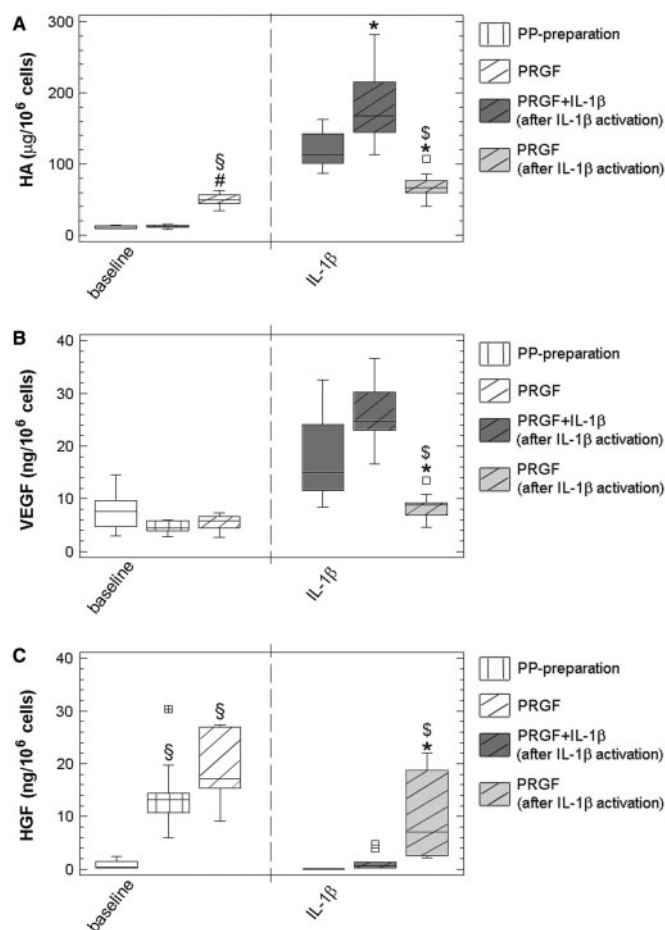 A
HA (μg/10⁶ cells)
300
200
100
0
§
#
*
$
*
baseline
IL-1β
PP-preparation
PRGF
PRGF+IL-1β
(after IL-1β activation)
PRGF
(after IL-1β activation)
B
VEGF (ng/10⁶ cells)
40
30
20
10
0
$
*
baseline
IL-1β
PP-preparation
PRGF
PRGF+IL-1β
(after IL-1β activation)
PRGF
(after IL-1β activation)
C
HGF (ng/10⁶ cells)
40
30
20
10
0
§
§
$
*
baseline
IL-1β
PP-preparation
PRGF
PRGF+IL-1β
(after IL-1β activation)
PRGF
(after IL-1β activation)